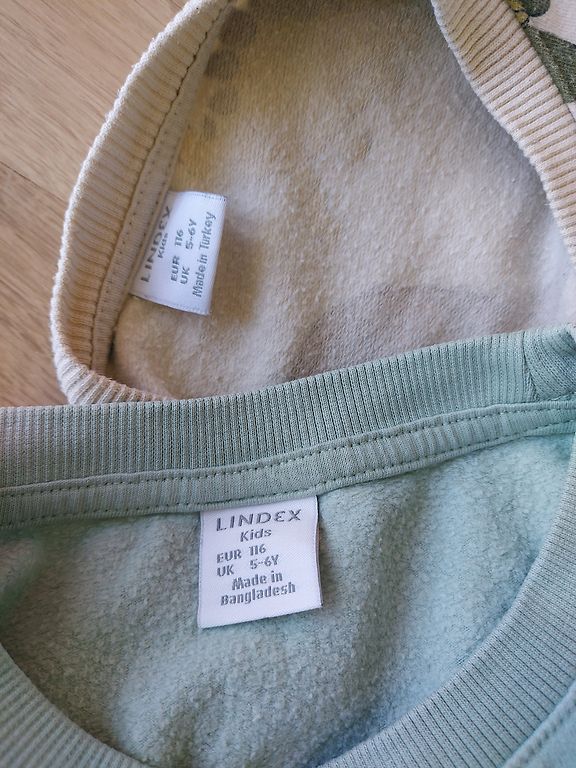 LINDEX
Kids
EUR 116
UK 5-6Y
Made in Turkey
LINDEX
Kids
EUR 116
UK 5-6Y
Made in
Bangladesh